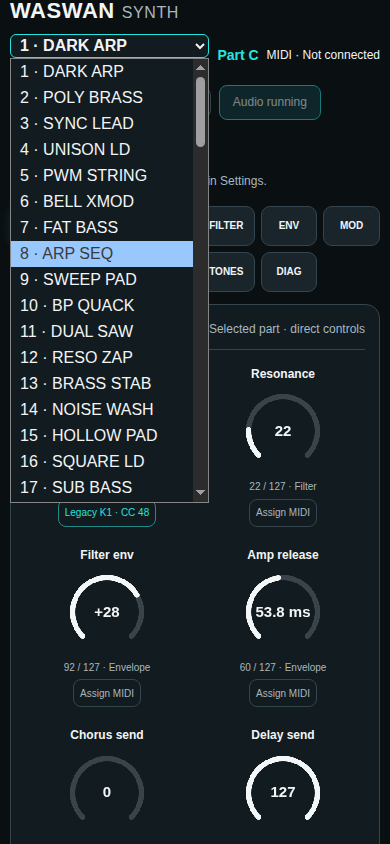 WASWAN SYNTH
1 · DARK ARP
Part C MIDI · Not connected
1 · DARK ARP
2 · POLY BRASS
Audio running
3 · SYNC LEAD
4 · UNISON LD
5 · PWM STRING
in Settings.
6 · BELL XMOD
7 · FAT BASS
FILTER ENV MOD
8 · ARP SEQ
9 · SWEEP PAD
TONES DIAG
10 · BP QUACK
11 · DUAL SAW
Selected part · direct controls
12 · RESO ZAP
13 · BRASS STAB
14 · NOISE WASH
15 · HOLLOW PAD
16 · SQUARE LD
17 · SUB BASS
Resonance
22
22 / 127 · Filter
Legacy K1 · CC 48
Assign MIDI
Filter env Amp release
+28 53.8 ms
92 / 127 · Envelope 60 / 127 · Envelope
Assign MIDI Assign MIDI
Chorus send Delay send
0 127